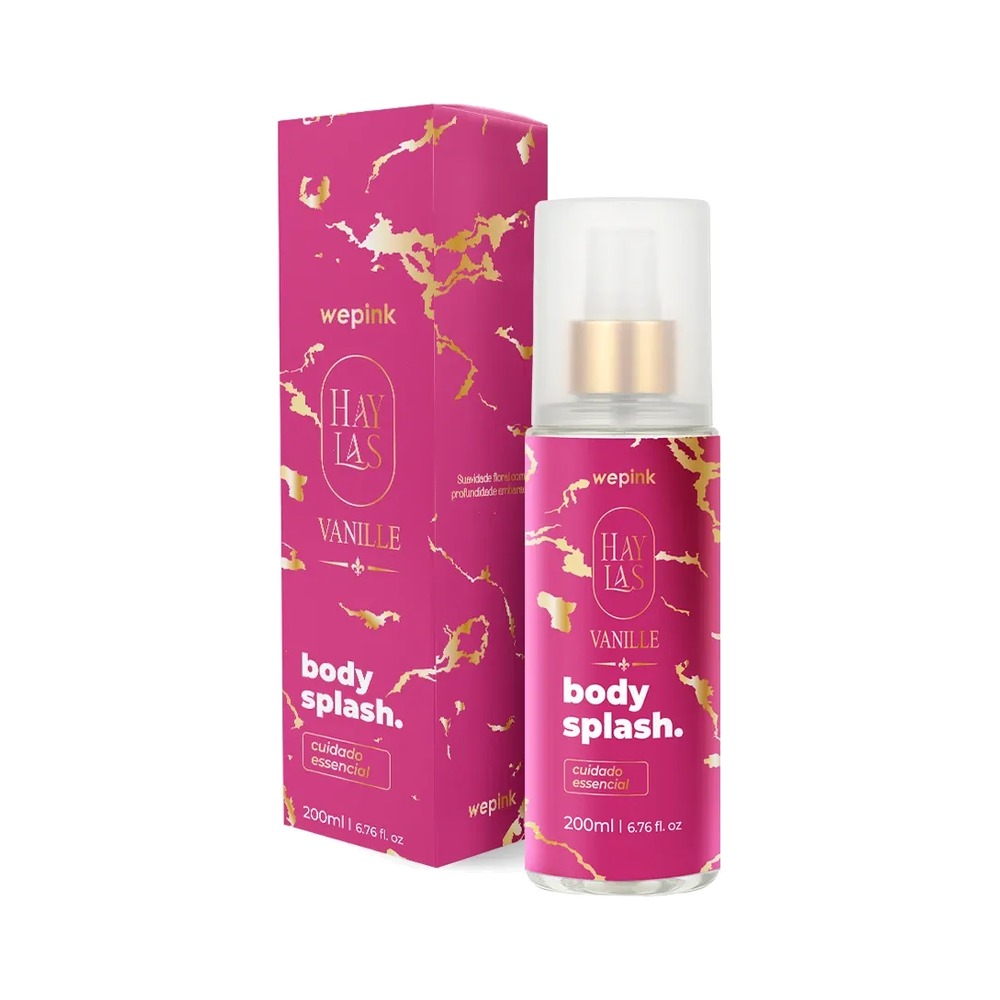 wepink
HAY
LAS
VANILLE
body
splash.
cuidado
essencial
200ml | 6.76 fl. oz
Suavidade floral com
profundidade
wepink
wepink
HAY
LAS
VANILLE
body
splash.
cuidado
essencial
200ml | 6.76 fl. oz